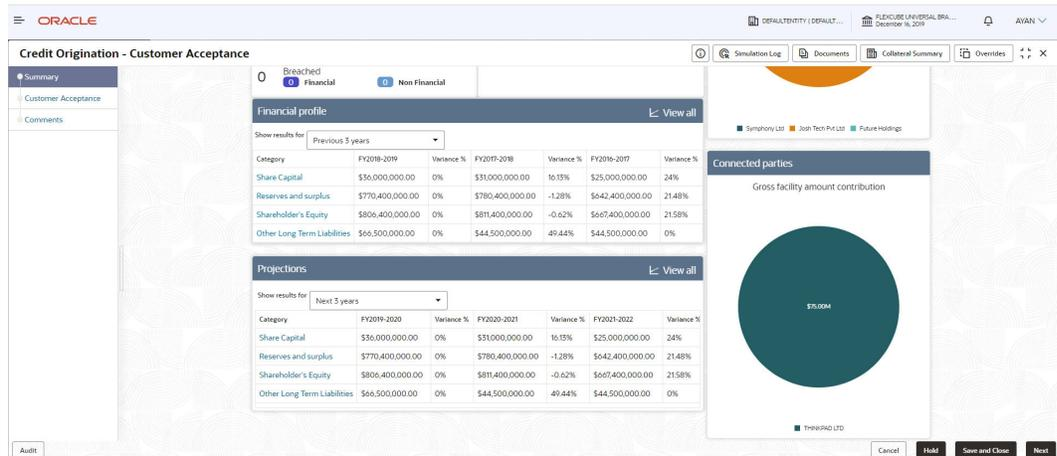 ORACLE
DEFAULTENTITY ( DEFAULT...
FLEXCUBE UNIVERSAL BRA...
December 16, 2019
AYAN
Credit Origination - Customer Acceptance
Simulation Log
Documents
Collateral Summary
Overrides
Summary
Customer Acceptance
Comments
0 Breached
0 Financial 0 Non Financial
Financial profile View all
Show results for Previous 3 years
Category FY2018-2019 Variance % FY2017-2018 Variance % FY2016-2017 Variance %
Share Capital $36,000,000.00 0% $31,000,000.00 16.13% $25,000,000.00 24%
Reserves and surplus $770,400,000.00 0% $780,400,000.00 -1.28% $642,400,000.00 21.48%
Shareholder's Equity $806,400,000.00 0% $811,400,000.00 -0.62% $667,400,000.00 21.58%
Other Long Term Liabilities $66,500,000.00 0% $44,500,000.00 49.44% $44,500,000.00 0%
Projections View all
Show results for Next 3 years
Category FY2019-2020 Variance % FY2020-2021 Variance % FY2021-2022 Variance %
Share Capital $36,000,000.00 0% $31,000,000.00 16.13% $25,000,000.00 24%
Reserves and surplus $770,400,000.00 0% $780,400,000.00 -1.28% $642,400,000.00 21.48%
Shareholder's Equity $806,400,000.00 0% $811,400,000.00 -0.62% $667,400,000.00 21.58%
Other Long Term Liabilities $66,500,000.00 0% $44,500,000.00 49.44% $44,500,000.00 0%
Symphony Ltd Josh Tech Pvt Ltd Future Holdings
Connected parties
Gross facility amount contribution
$75.00M
THINKPAD LTD
Audit
Cancel Hold Save and Close Next